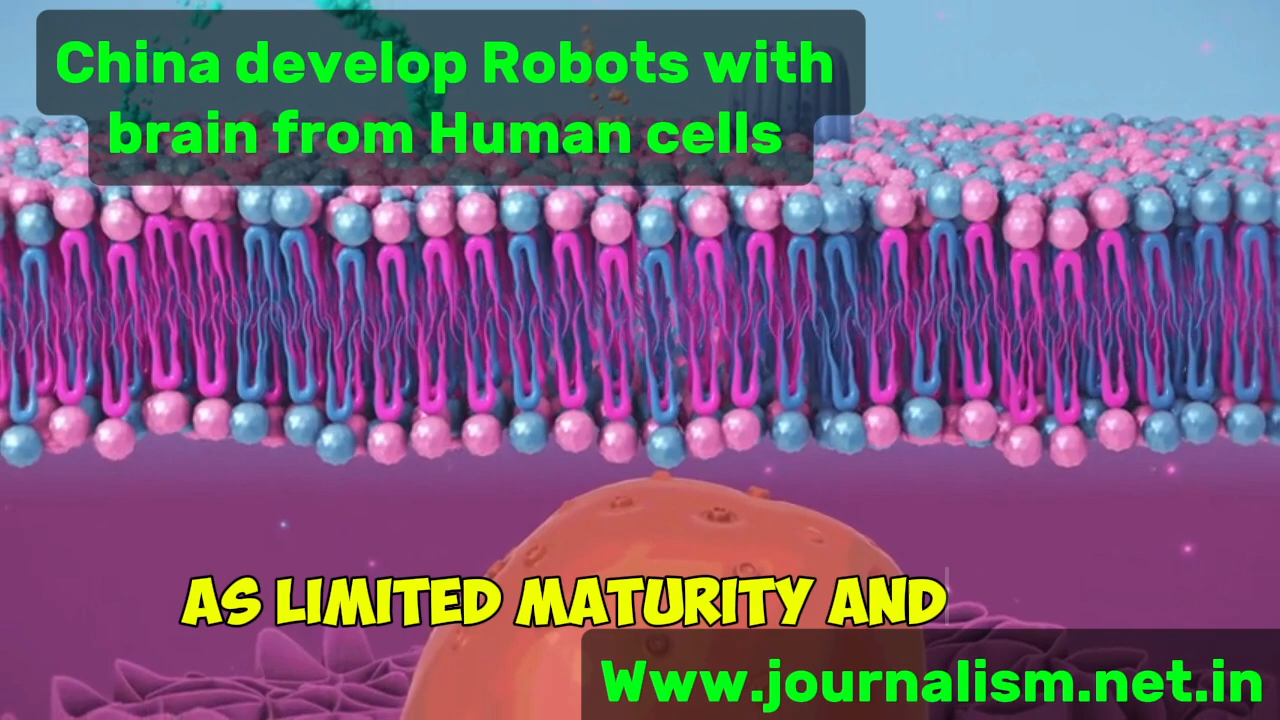 China develop Robots with
brain from Human cells
AS LIMITED MATURITY AND
Www.journalism.net.in